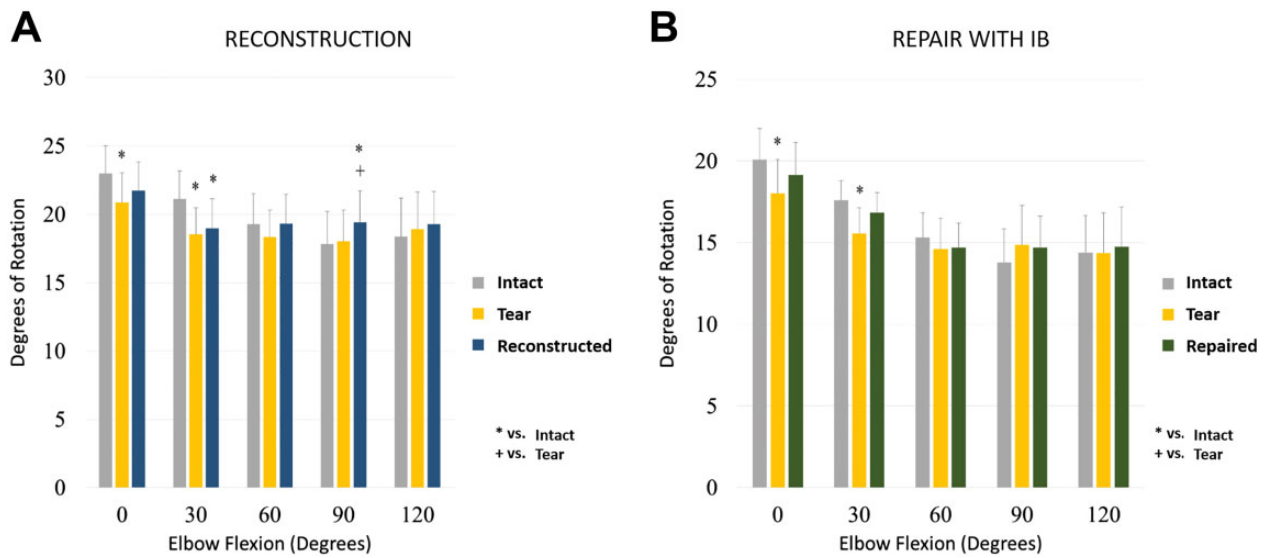 A
RECONSTRUCTION
30
25
20
15
10
5
0
Degrees of Rotation
*
* *
*
+
0 30 60 90 120
Elbow Flexion (Degrees)
Intact
Tear
Reconstructed
* vs. Intact
+ vs. Tear
B
REPAIR WITH IB
25
20
15
10
5
0
Degrees of Rotation
*
*
0 30 60 90 120
Elbow Flexion (Degrees)
Intact
Tear
Repaired
* vs. Intact
+ vs. Tear